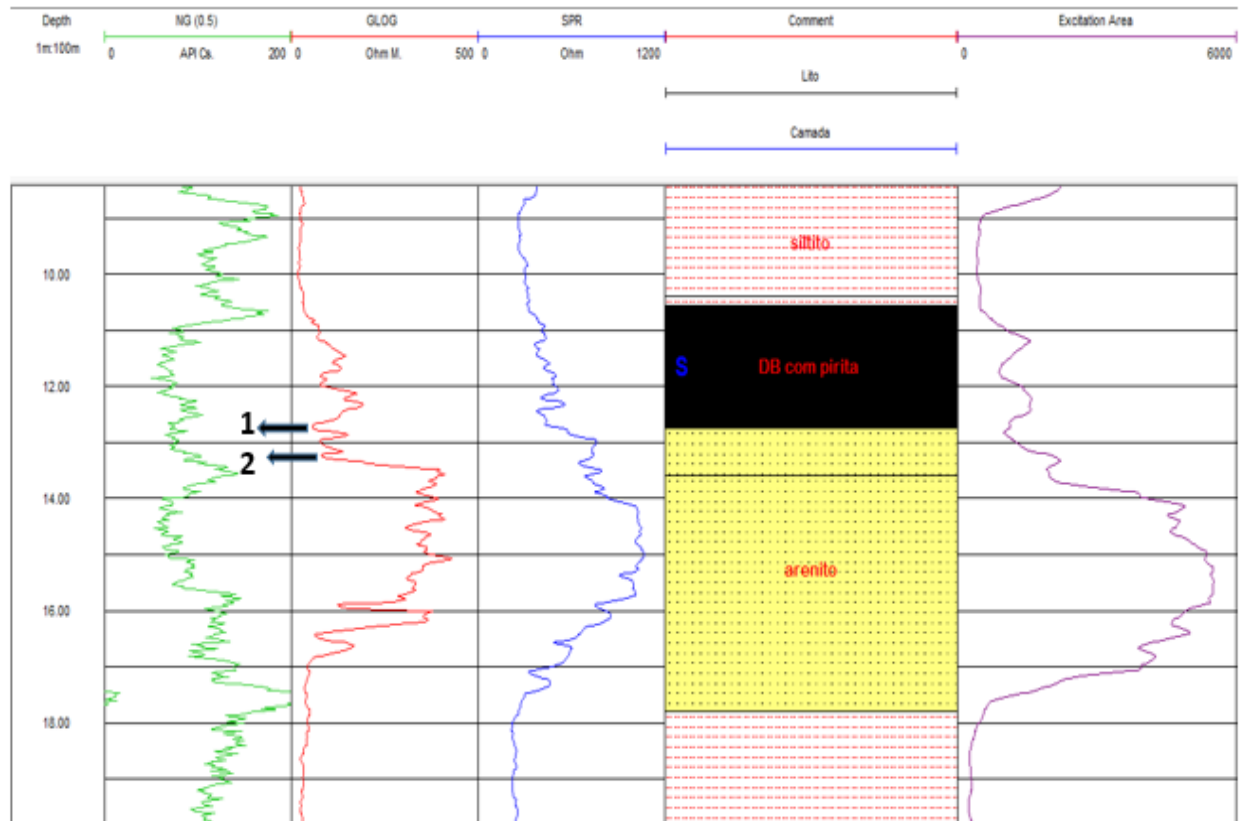 Depth NG (0.5) GLOG SPR Comment Excitation Area
1m:100m 0 API Ca. 200 0 Ohm M. 500 0 Ohm 1200 0 6000
Lito
Camada
siltito
10.00
S DB com pirita
12.00
1
2
14.00
arenito
16.00
18.00